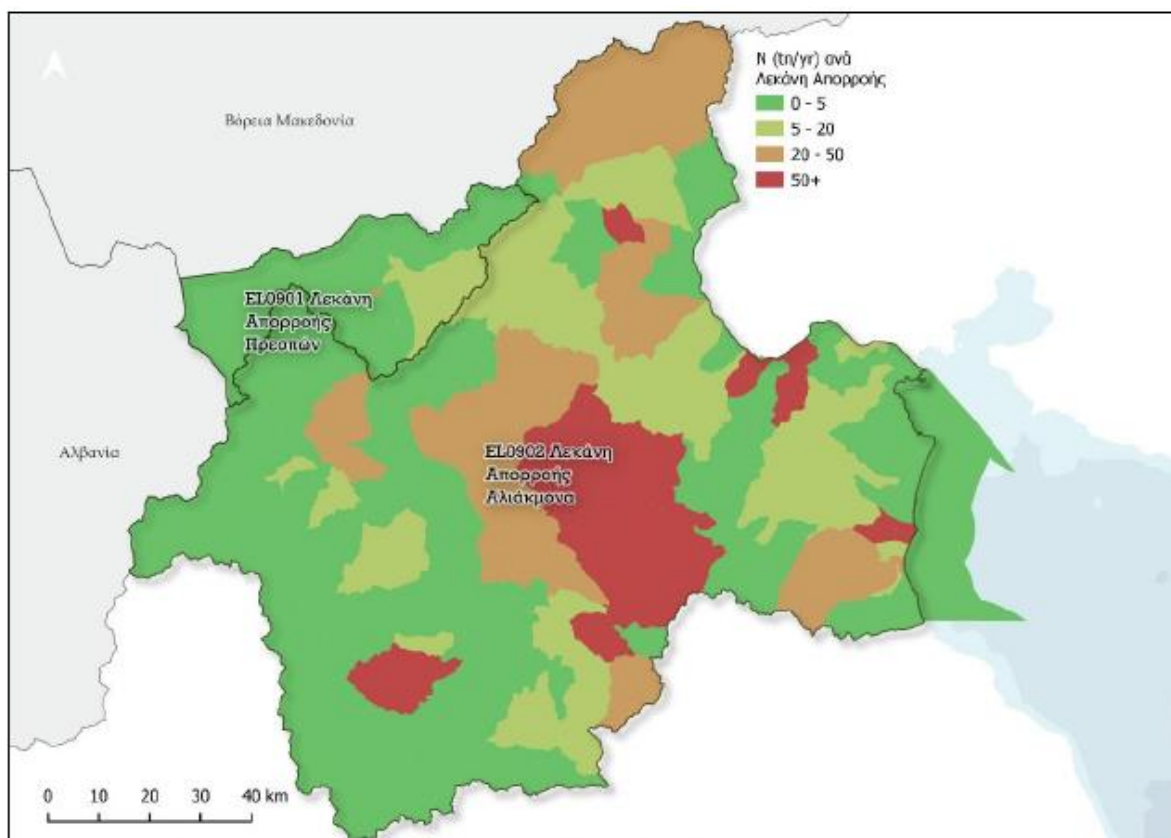 N (tn/yr) ανά
Λεκάνη Απορροής
0 - 5
5 - 20
20 - 50
50+
Βόρεια Μακεδονία
EL0901 Λεκάνη
Απορροής
Πρεσπών
Αλβανία
EL0902 Λεκάνη
Απορροής
Αλιάκμονα
0 10 20 30 40 km